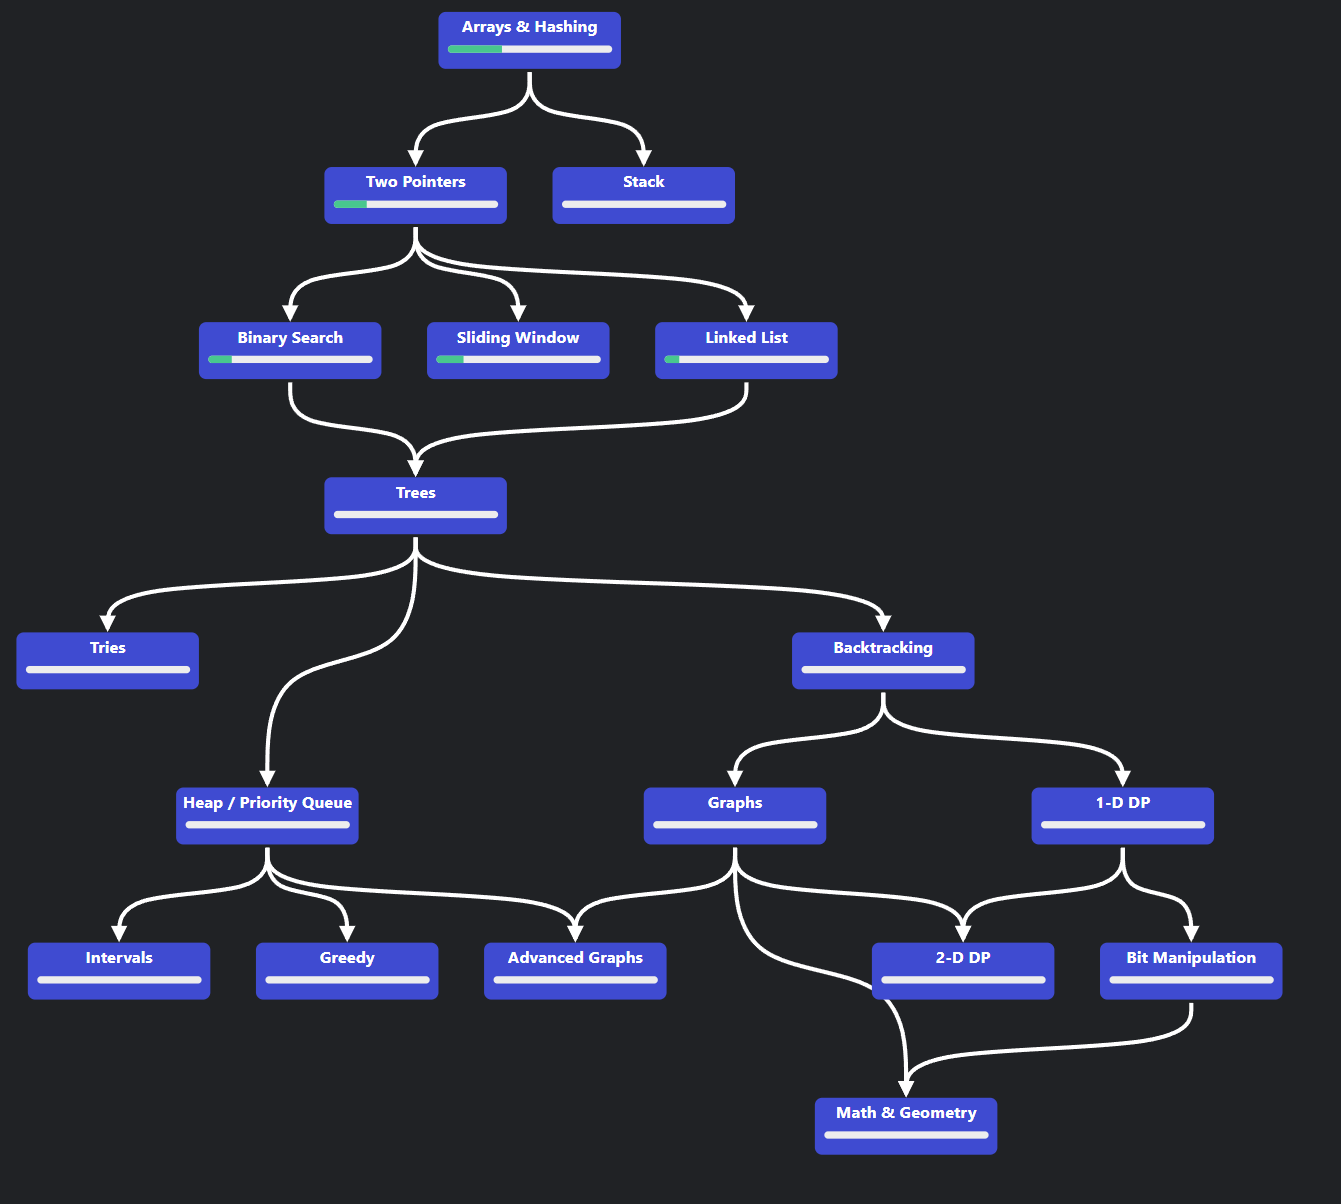 Arrays & Hashing
Two Pointers
Stack
Binary Search
Sliding Window
Linked List
Trees
Tries
Backtracking
Heap / Priority Queue
Graphs
1-D DP
Intervals
Greedy
Advanced Graphs
2-D DP
Bit Manipulation
Math & Geometry